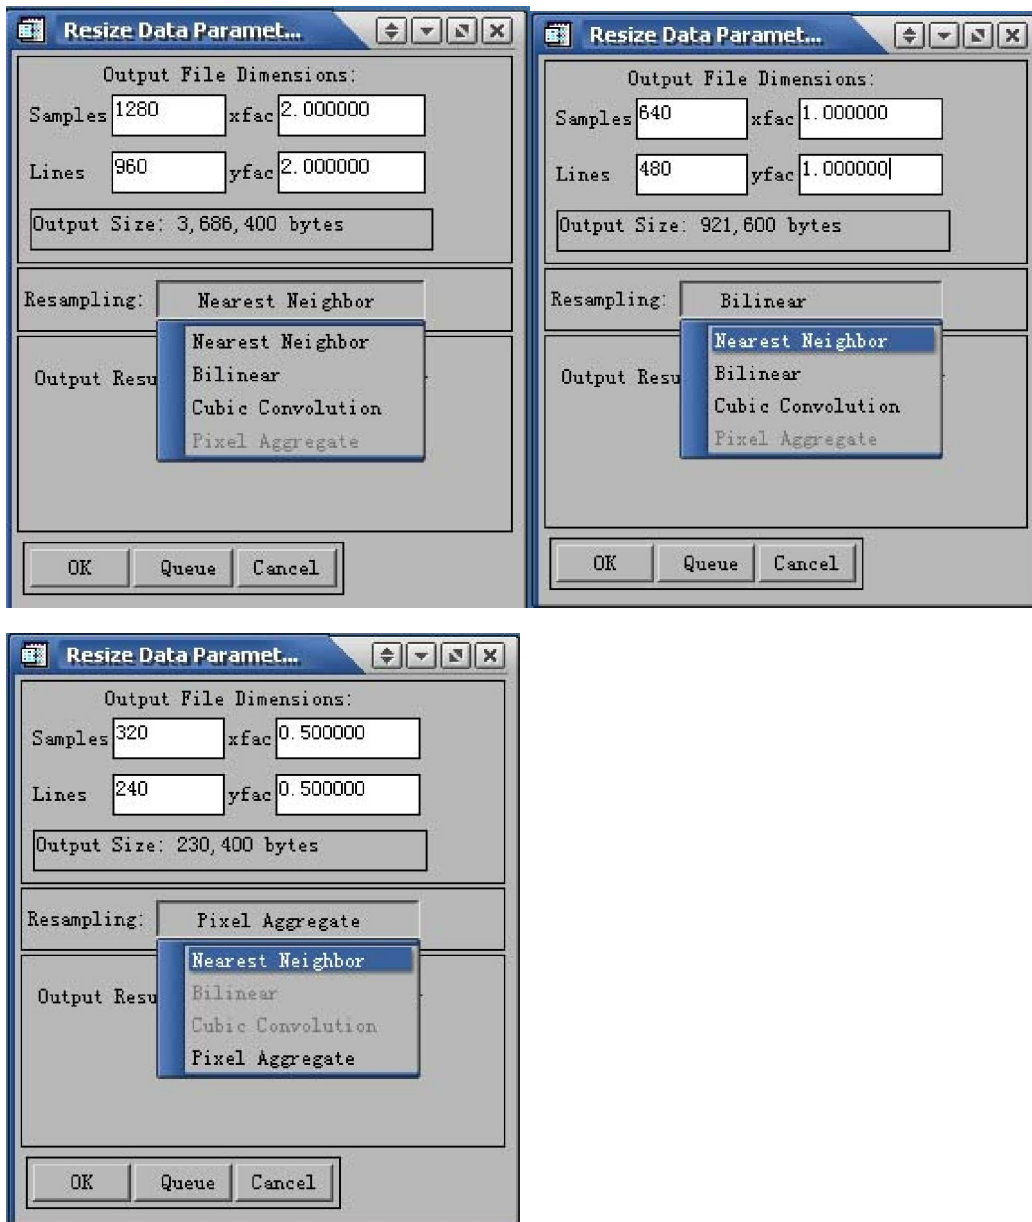 Resize Data Paramet...
Output File Dimensions:
Samples 1280 xfac 2.000000
Lines 960 yfac 2.000000
Output Size: 3,686,400 bytes
Resampling: Nearest Neighbor
Nearest Neighbor
Bilinear
Cubic Convolution
Pixel Aggregate
Output Resu
OK Queue Cancel
Resize Data Paramet...
Output File Dimensions:
Samples 640 xfac 1.000000
Lines 480 yfac 1.000000
Output Size: 921,600 bytes
Resampling: Bilinear
Nearest Neighbor
Bilinear
Cubic Convolution
Pixel Aggregate
Output Resu
OK Queue Cancel
Resize Data Paramet...
Output File Dimensions:
Samples 320 xfac 0.500000
Lines 240 yfac 0.500000
Output Size: 230,400 bytes
Resampling: Pixel Aggregate
Nearest Neighbor
Bilinear
Cubic Convolution
Pixel Aggregate
Output Resu
OK Queue Cancel